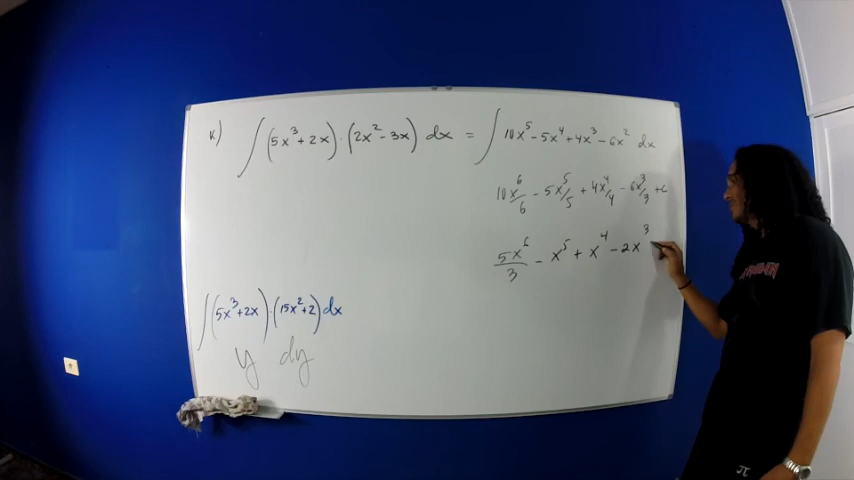 k) ∫(5x³+2x)·(2x²-3x) dx = ∫10x⁵-5x⁴+4x³-6x² dx
10x⁶/6 - 5x⁵/5 + 4x⁴/4 - 6x³/3 + c
5x⁶/3 - x⁵ + x⁴ - 2x³
∫(5x³+2x)·(15x²+2)dx
y dy
π